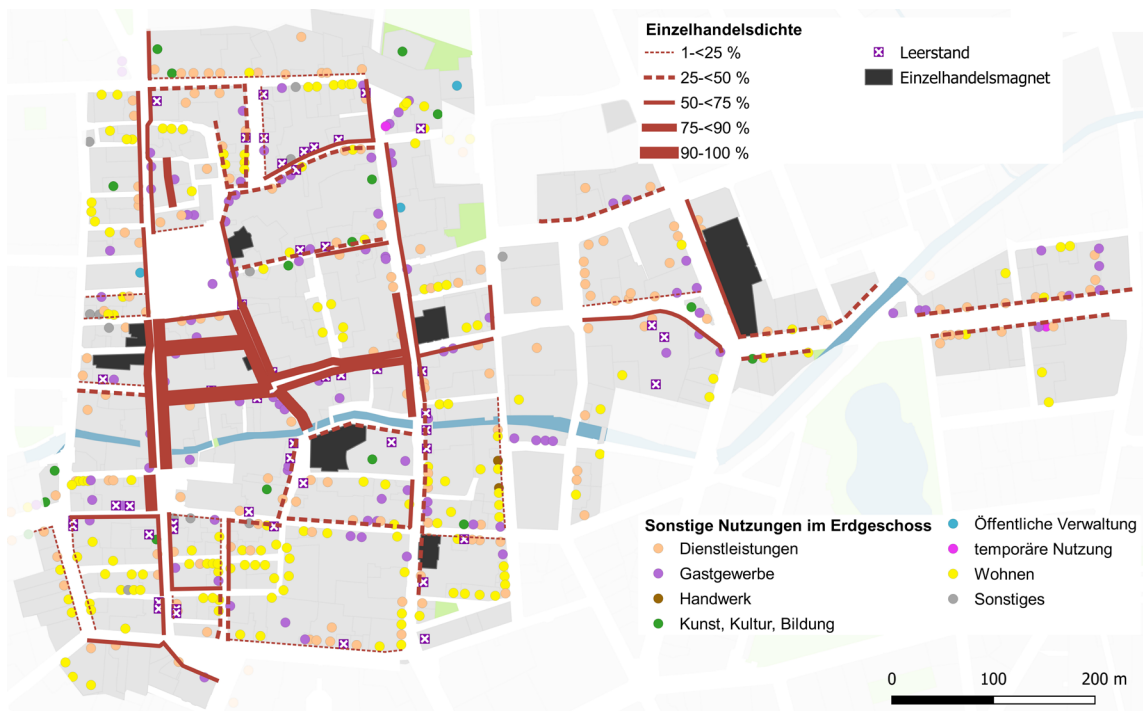 Einzelhandelsdichte
1-<25 %
25-<50 %
50-<75 %
75-<90 %
90-100 %
Leerstand
Einzelhandelsmagnet
Sonstige Nutzungen im Erdgeschoss
Dienstleistungen
Gastgewerbe
Handwerk
Kunst, Kultur, Bildung
Öffentliche Verwaltung
temporäre Nutzung
Wohnen
Sonstiges
0 100 200 m